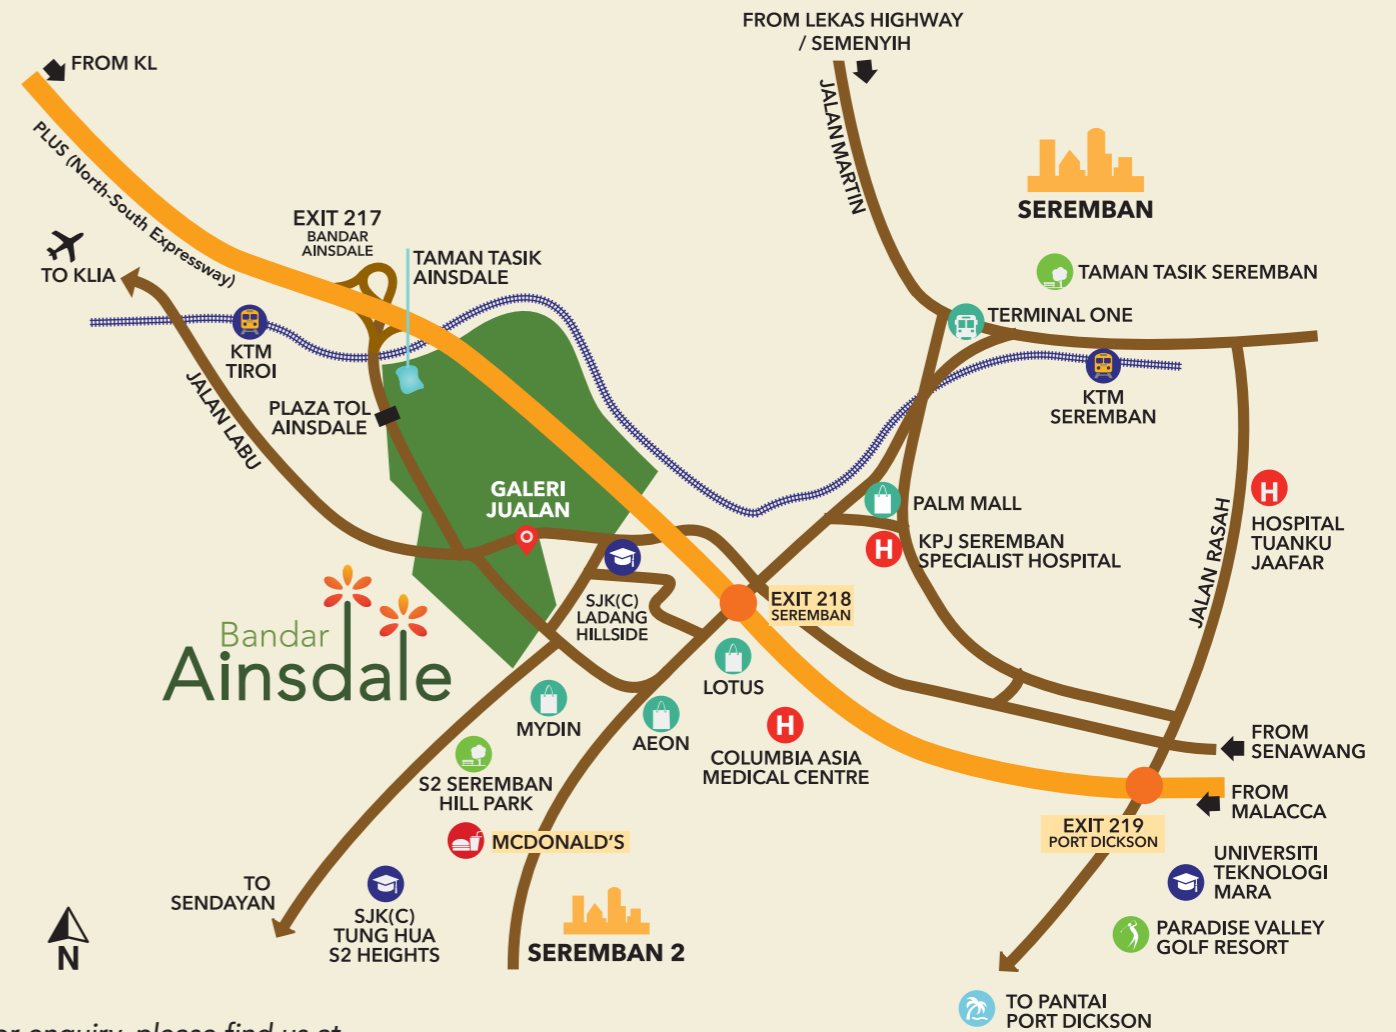 FROM LEKAS HIGHWAY
/ SEMENYIH
FROM KL
PLUS (North-South Expressway)
JALAN MARTIN
SEREMBAN
EXIT 217
BANDAR
AINSDALE
TO KLIA
TAMAN TASIK
AINSDALE
TAMAN TASIK SEREMBAN
TERMINAL ONE
KTM
TIROI
KTM
SEREMBAN
JALAN LABU
PLAZA TOL
AINSDALE
GALERI
JUALAN
PALM MALL
KPJ SEREMBAN
SPECIALIST HOSPITAL
JALAN RASAH
H
HOSPITAL
TUANKU
JAAFAR
H
SJK(C)
LADANG
HILLSIDE
EXIT 218
SEREMBAN
Bandar
Ainsdale
LOTUS
MYDIN
AEON
H
COLUMBIA ASIA
MEDICAL CENTRE
FROM
SENAWANG
FROM
MALACCA
S2 SEREMBAN
HILL PARK
MCDONALD'S
EXIT 219
PORT DICKSON
UNIVERSITI
TEKNOLOGI
MARA
TO
SENDAYAN
SJK(C)
TUNG HUA
S2 HEIGHTS
SEREMBAN 2
PARADISE VALLEY
GOLF RESORT
N
TO PANTAI
PORT DICKSON
enquiry, please find us at